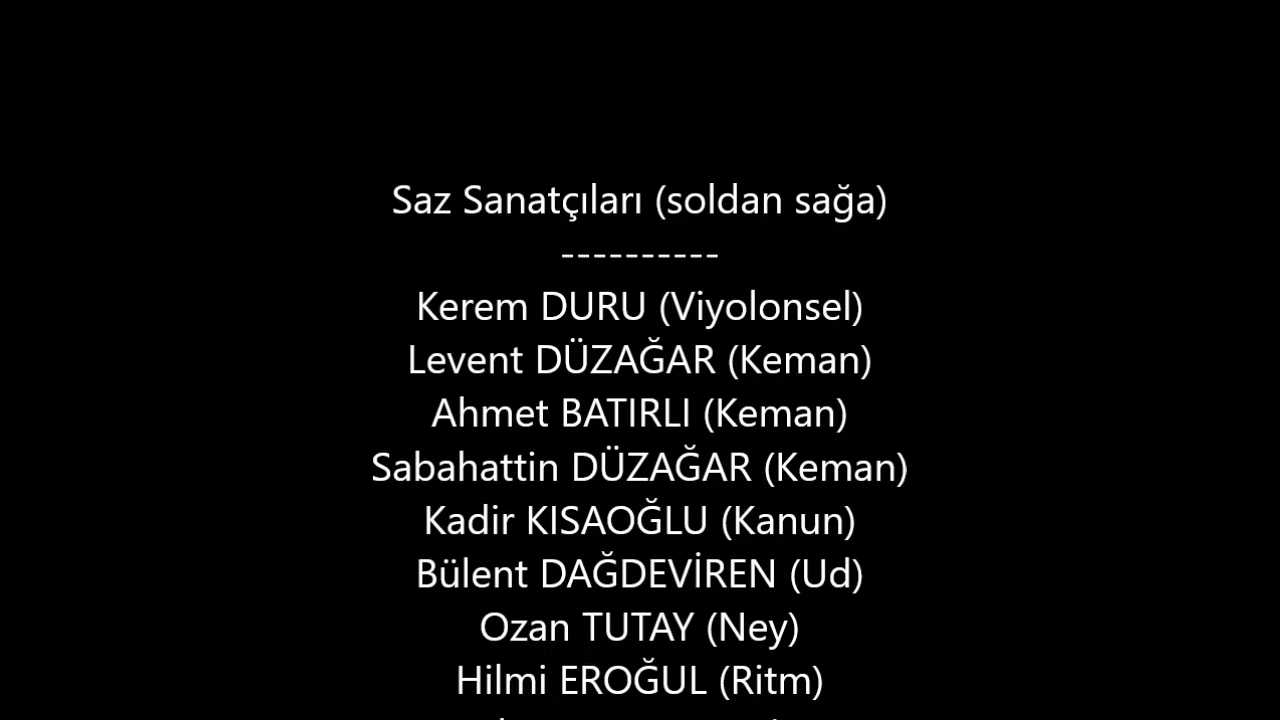 Saz Sanatçıları (soldan sağa)
----------
Kerem DURU (Viyolonsel)
Levent DÜZAĞAR (Keman)
Ahmet BATIRLI (Keman)
Sabahattin DÜZAĞAR (Keman)
Kadir KISAOĞLU (Kanun)
Bülent DAĞDEVİREN (Ud)
Ozan TUTAY (Ney)
Hilmi EROĞUL (Ritm)